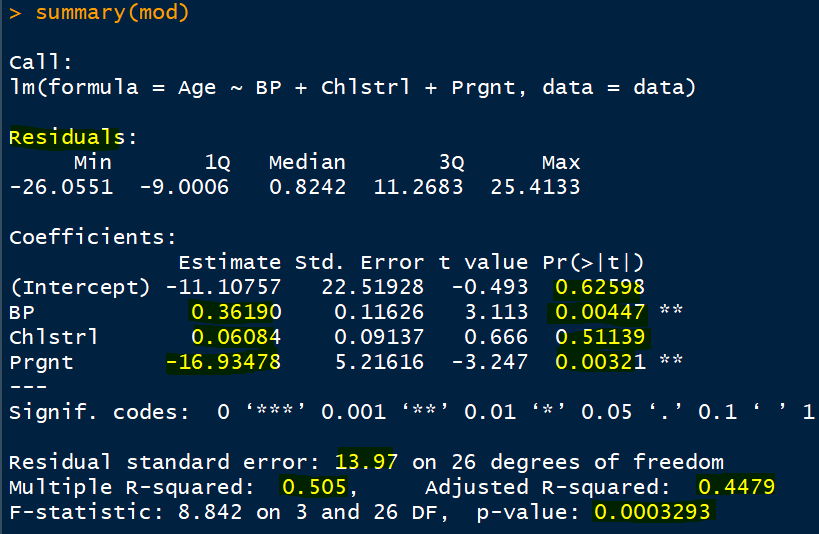 > summary(mod)
Call:
lm(formula = Age ~ BP + Chlstrl + Prgnt, data = data)
Residuals:
Min 1Q Median 3Q Max
-26.0551 -9.0006 0.8242 11.2683 25.4133
Coefficients:
Estimate Std. Error t value Pr(>|t|)
(Intercept) -11.10757 22.51928 -0.493 0.62598
BP 0.36190 0.11626 3.113 0.00447 **
Chlstrl 0.06084 0.09137 0.666 0.51139
Prgnt -16.93478 5.21616 -3.247 0.00321 **
---
Signif. codes: 0 ‘***’ 0.001 ‘**’ 0.01 ‘*’ 0.05 ‘.’ 0.1 ‘ ’ 1
Residual standard error: 13.97 on 26 degrees of freedom
Multiple R-squared: 0.505, Adjusted R-squared: 0.4479
F-statistic: 8.842 on 3 and 26 DF, p-value: 0.0003293